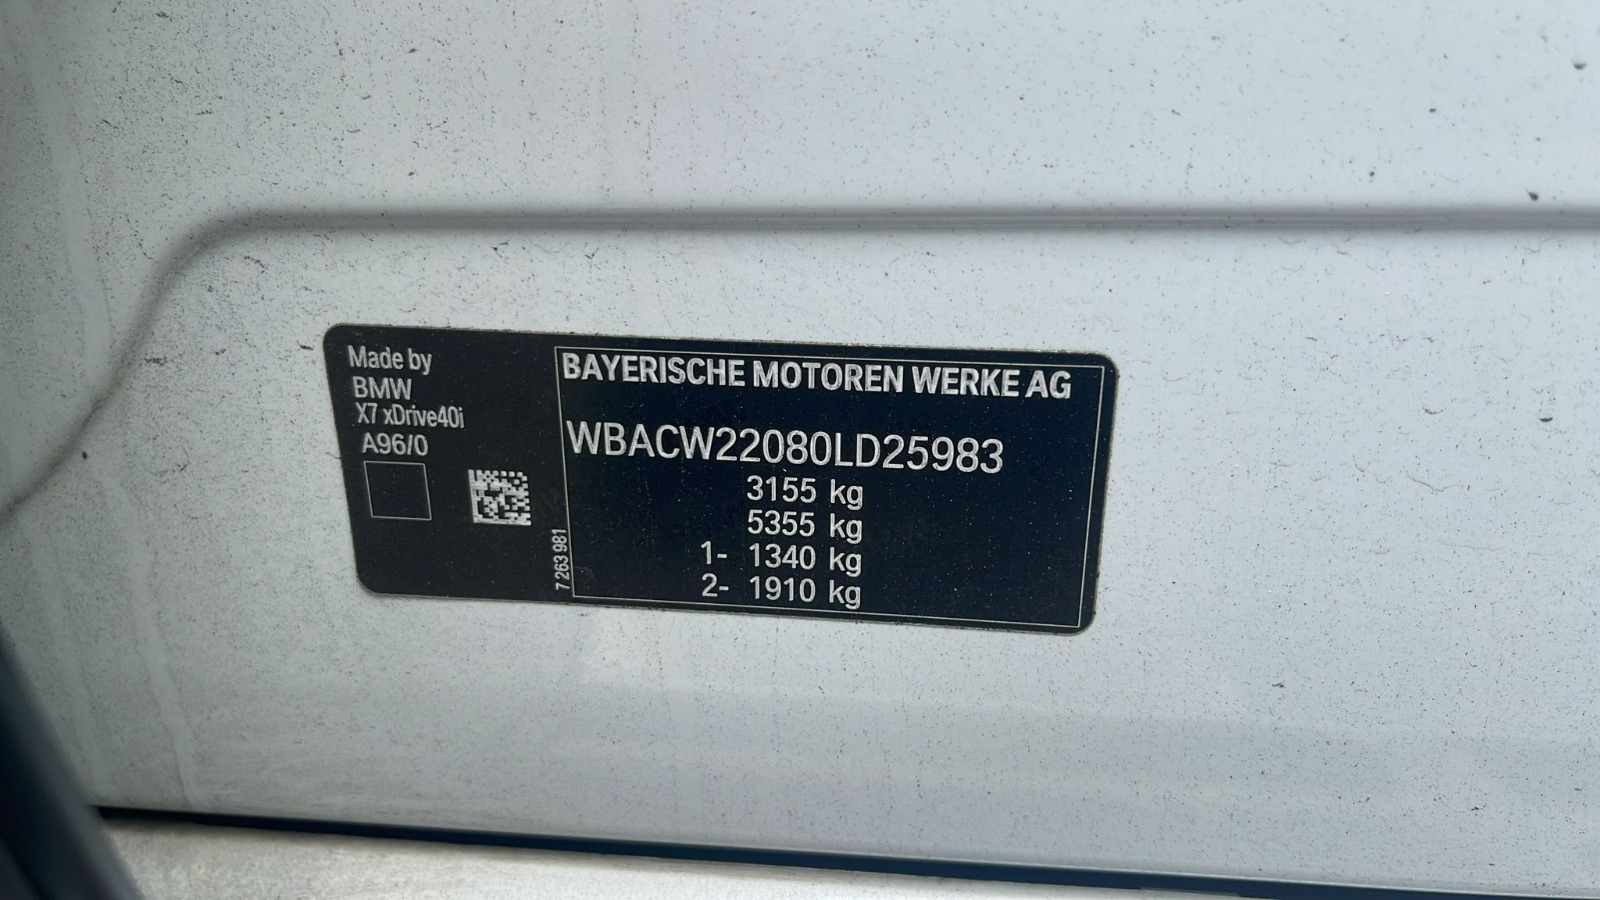 Made by
BMW
X7 xDrive40i
A96/0
BAYERISCHE MOTOREN WERKE AG
WBACW22080LD25983
3155 kg
5355 kg
1- 1340 kg
2- 1910 kg
7 263 981